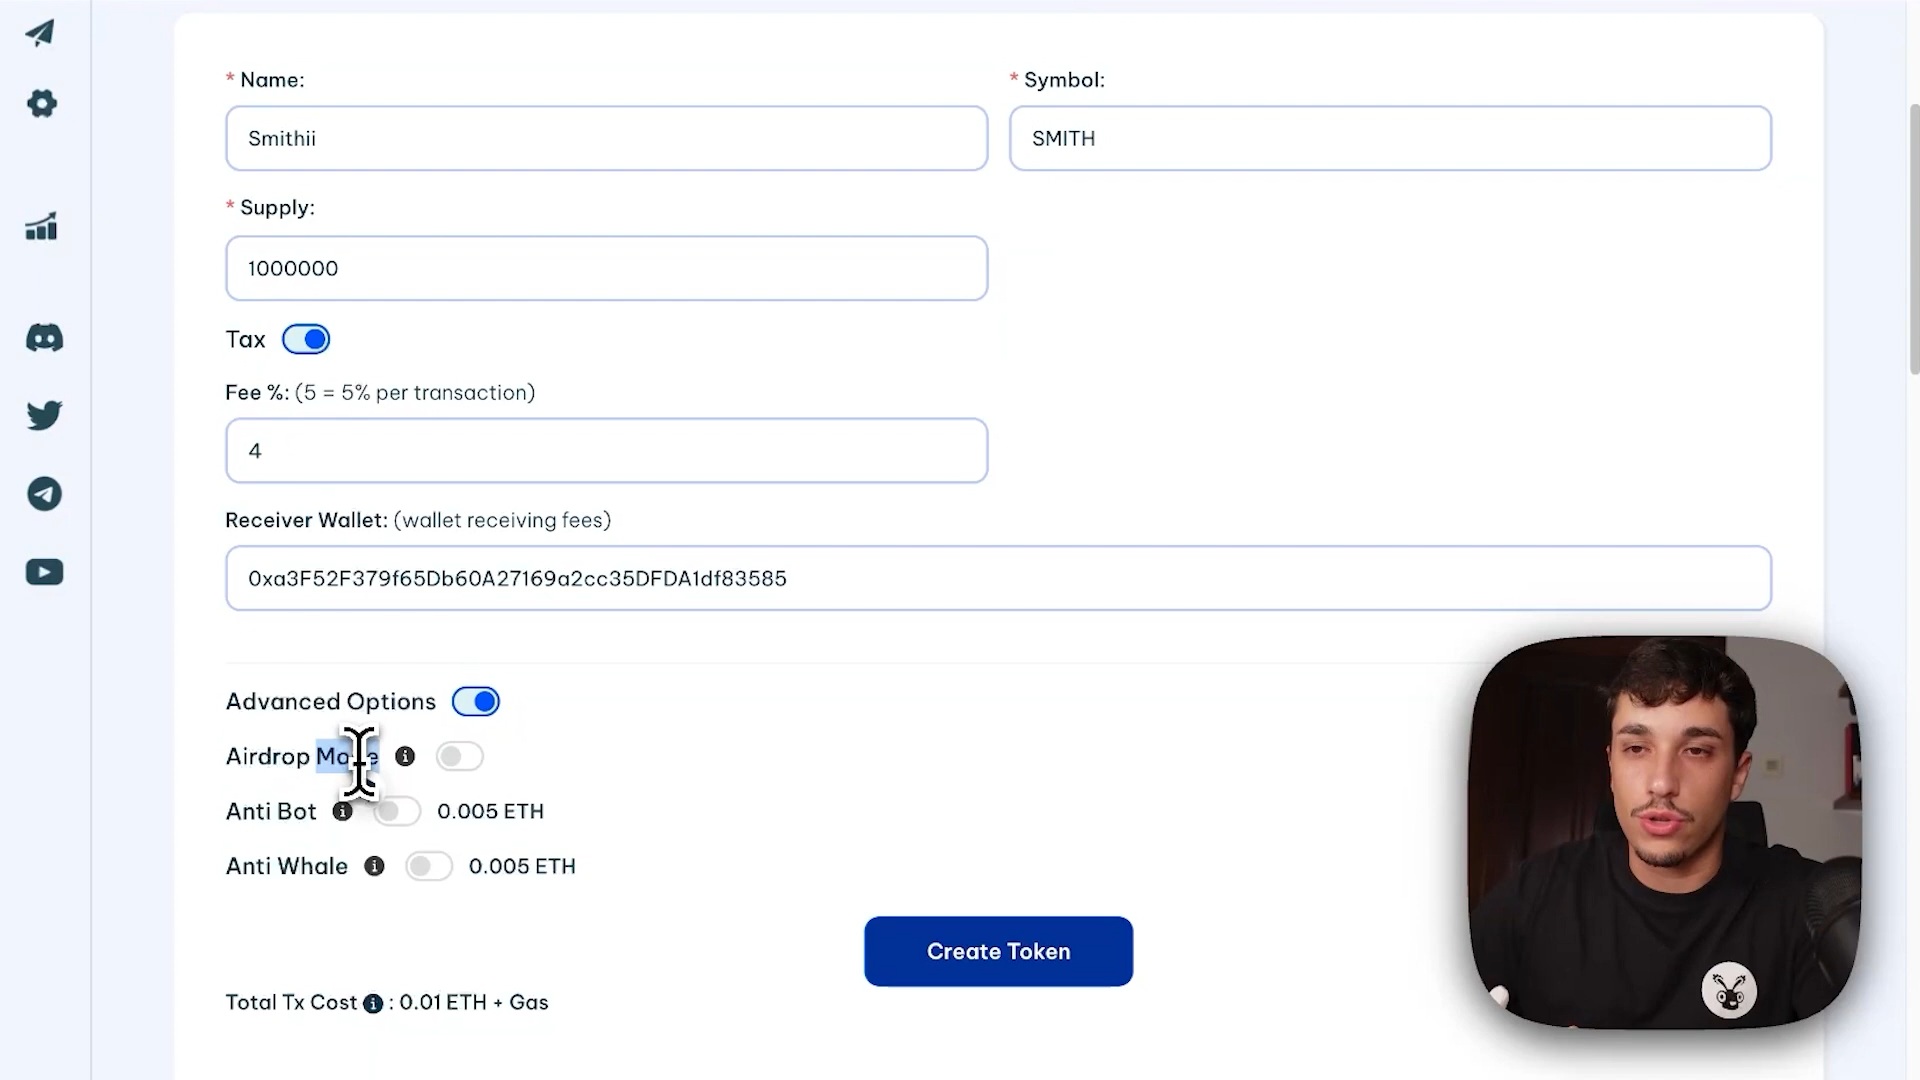 * Name:
* Symbol:
Smithii
SMITH
* Supply:
1000000
Tax
Fee %: (5 = 5% per transaction)
4
Receiver Wallet: (wallet receiving fees)
0xa3F52F379f65Db60A27169a2cc35DFDA1df83585
Advanced Options
Airdrop Mode
Anti Bot 0.005 ETH
Anti Whale 0.005 ETH
Create Token
Total Tx Cost : 0.01 ETH + Gas